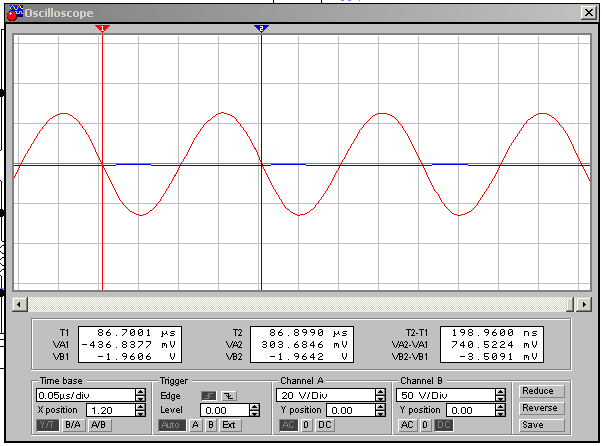 Oscilloscope
1 2
T1 86.7001 µs T2 86.8990 µs T2-T1 198.9600 ns
VA1 -436.8377 mV VA2 303.6846 mV VA2-VA1 740.5224 mV
VB1 -1.9606 V VB2 -1.9642 V VB2-VB1 -3.5091 mV
Time base Trigger Channel A Channel B Reduce
0.05µs/div Edge 20 V/Div 50 V/Div
X position 1.20 Level 0.00 Y position 0.00 Y position 0.00 Reverse
Y/T B/A A/B Auto A B Ext AC 0 DC AC 0 DC Save